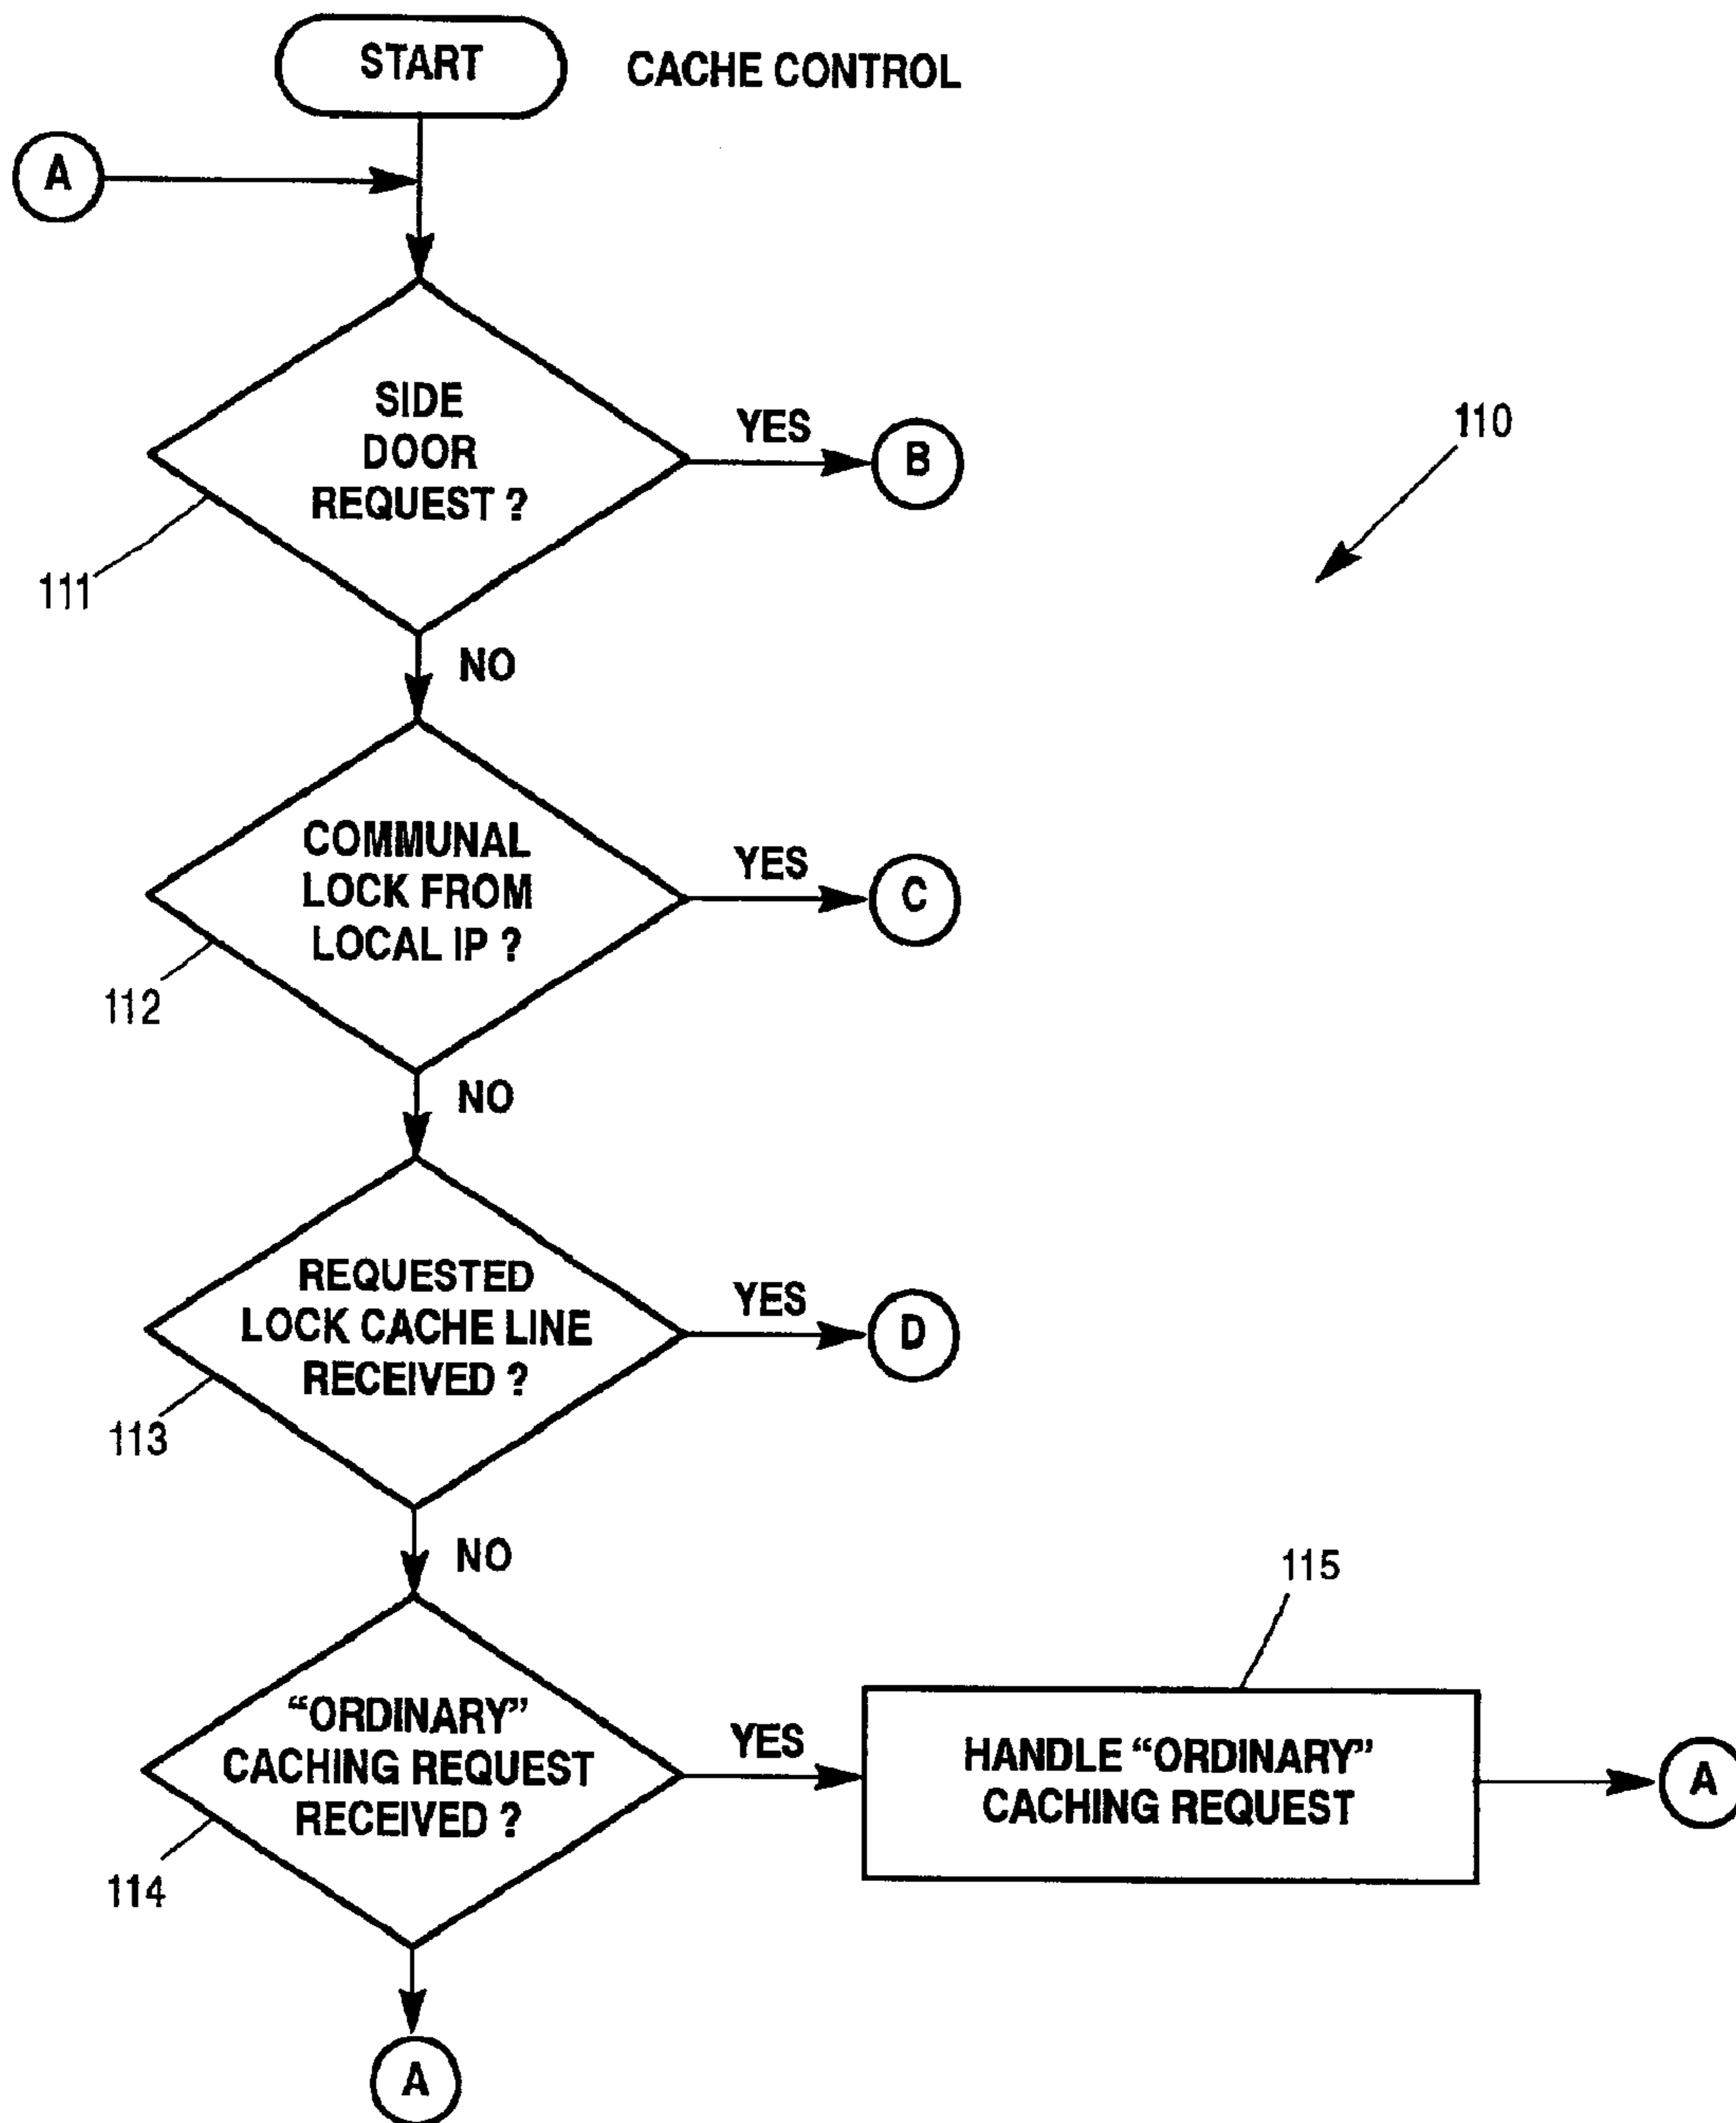 START
CACHE CONTROL
A
SIDE
DOOR
REQUEST ?
YES
B
110
111
NO
COMMUNAL
LOCK FROM
LOCAL IP ?
YES
C
112
NO
REQUESTED
LOCK CACHE LINE
RECEIVED ?
YES
D
113
NO
115
“ORDINARY”
CACHING REQUEST
RECEIVED ?
YES
HANDLE “ORDINARY”
CACHING REQUEST
A
114
A